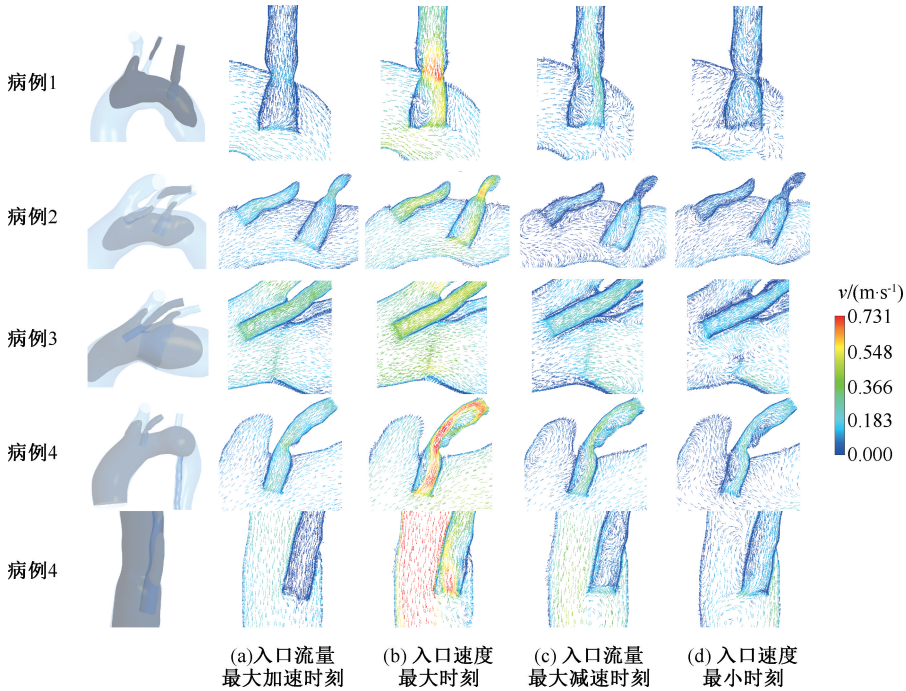 病例1
病例2
病例3
病例4
病例4
v/(m·s⁻¹)
0.731
0.548
0.366
0.183
0.000
(a)入口流量
最大加速时刻
(b) 入口速度
最大时刻
(c) 入口流量
最大减速时刻
(d) 入口速度
最小时刻